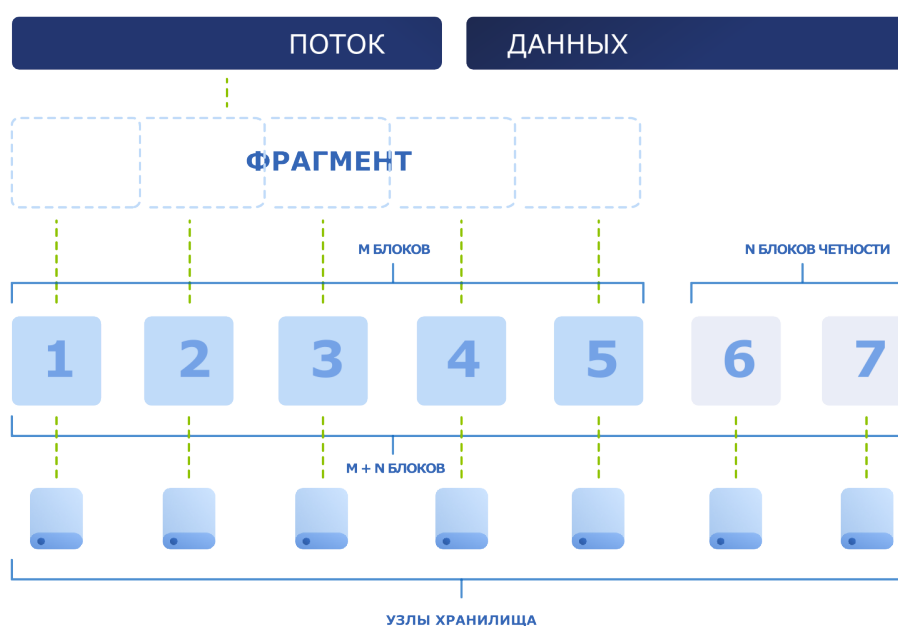 ПОТОК ДАННЫХ
ФРАГМЕНТ
M БЛОКОВ N БЛОКОВ ЧЕТНОСТИ
1 2 3 4 5 6 7
M + N БЛОКОВ
УЗЛЫ ХРАНИЛИЩА